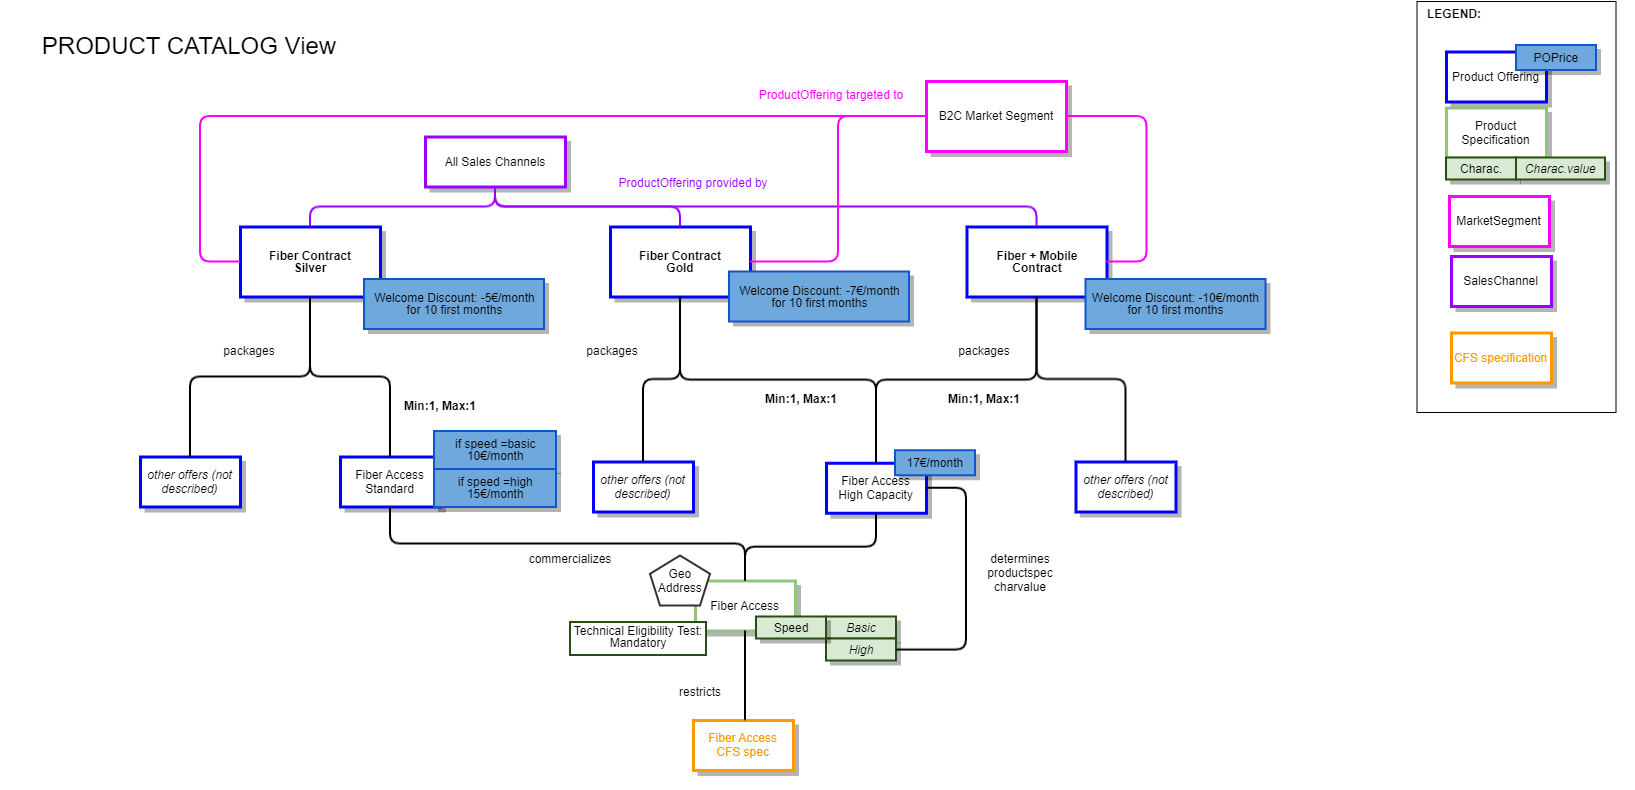 PRODUCT CATALOG View
LEGEND:
POPrice
Product Offering
Product
Specification
Charac.
Charac.value
MarketSegment
SalesChannel
CFS specification
ProductOffering targeted to
B2C Market Segment
All Sales Channels
ProductOffering provided by
Fiber Contract
Silver
Welcome Discount: -5€/month
for 10 first months
Fiber Contract
Gold
Welcome Discount: -7€/month
for 10 first months
Fiber + Mobile
Contract
Welcome Discount: -10€/month
for 10 first months
packages
packages
packages
Min:1, Max:1
Min:1, Max:1
Min:1, Max:1
other offers (not
described)
Fiber Access
Standard
if speed =basic
10€/month
if speed =high
15€/month
other offers (not
described)
17€/month
Fiber Access
High Capacity
other offers (not
described)
commercializes
determines
productspec
charvalue
Geo
Address
Fiber Access
Technical Eligibility Test:
Mandatory
Speed
Basic
High
restricts
Fiber Access
CFS spec